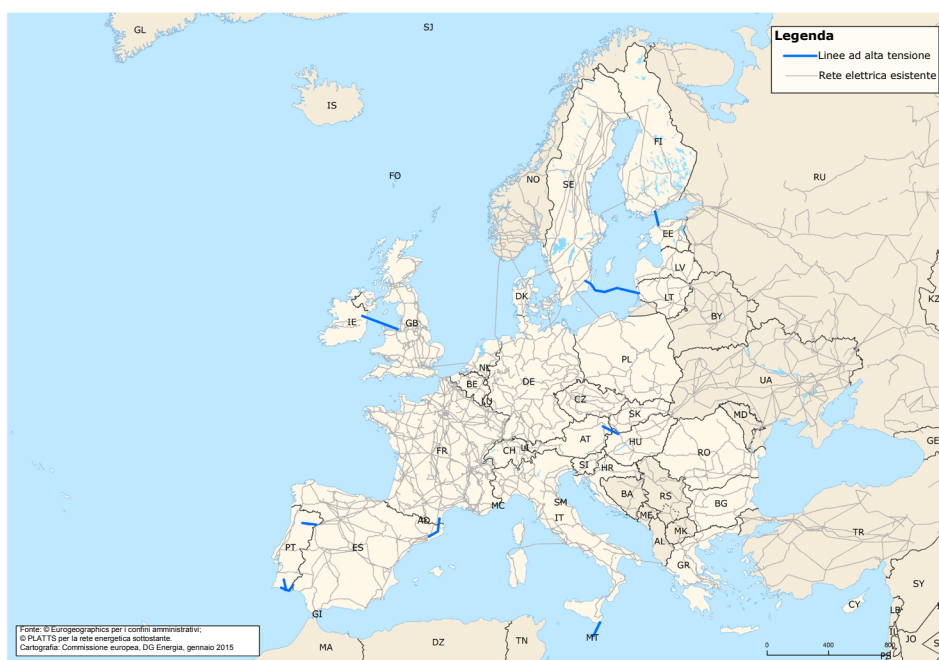 GL
SJ
Legenda
Linee ad alta tensione
Rete elettrica esistente
IS
FI
RU
FO
NO
SE
EE
LV
KZ
DK
LT
IE
GB
BY
NL
PL
BE
DE
UA
LU
CZ
SK
MD
AT
HU
GE
FR
CH
LI
RO
SI
HR
MC
SM
BA
RS
BG
AD
IT
ME
PT
ES
MK
TR
AL
GR
SY
GI
CY
LB
MT
IL
JO
MA
DZ
TN
PS
Fonte: © Eurogeographics per i confini amministrativi;
© PLATTS per la rete energetica sottostante.
Cartografia: Commissione europea, DG Energia, gennaio 2015
0 400 800